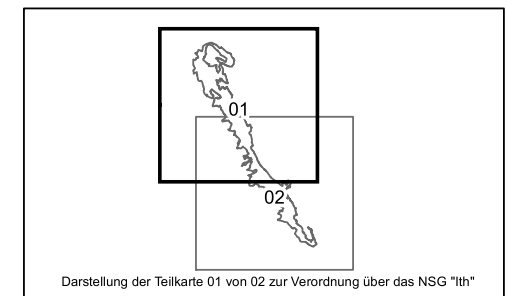 01
02
Darstellung der Teilkarte 01 von 02 zur Verordnung über das NSG "Ith"